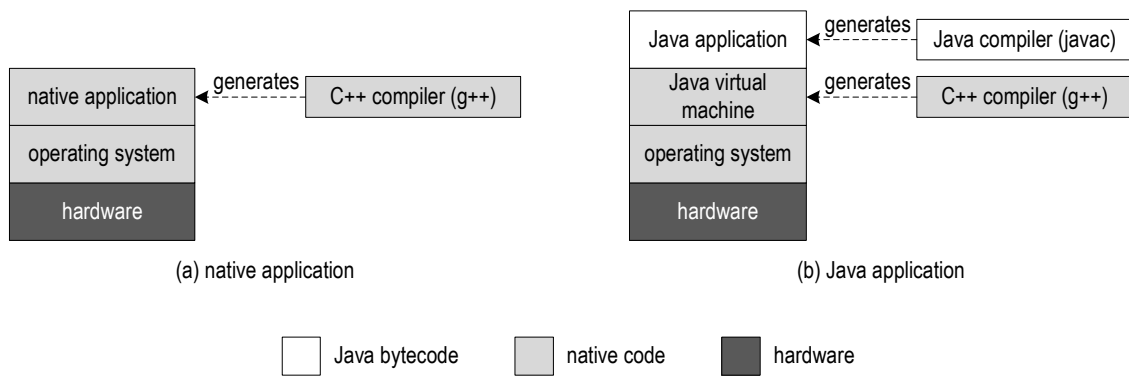 generates
Java application
Java compiler (javac)
generates
native application
C++ compiler (g++)
generates
Java virtual
machine
C++ compiler (g++)
operating system
operating system
hardware
hardware
(a) native application
(b) Java application
Java bytecode
native code
hardware